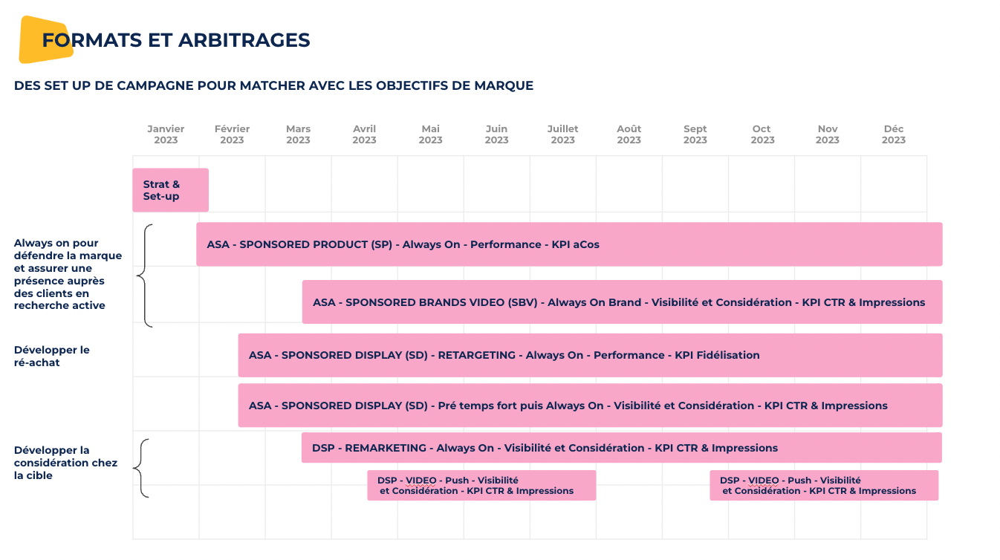 FORMATS ET ARBITRAGES
DES SET UP DE CAMPAGNE POUR MATCHER AVEC LES OBJECTIFS DE MARQUE
Janvier 2023
Février 2023
Mars 2023
Avril 2023
Mai 2023
Juin 2023
Juillet 2023
Août 2023
Sept 2023
Oct 2023
Nov 2023
Déc 2023
Strat &
Set-up
Always on pour
défendre la marque
et assurer une
présence auprès
des clients en
recherche active
ASA - SPONSORED PRODUCT (SP) - Always On - Performance - KPI aCos
ASA - SPONSORED BRANDS VIDEO (SBV) - Always On Brand - Visibilité et Considération - KPI CTR & Impressions
Développer le
ré-achat
ASA - SPONSORED DISPLAY (SD) - RETARGETING - Always On - Performance - KPI Fidélisation
ASA - SPONSORED DISPLAY (SD) - Pré temps fort puis Always On - Visibilité et Considération - KPI CTR & Impressions
Développer la
considération chez
la cible
DSP - REMARKETING - Always On - Visibilité et Considération - KPI CTR & Impressions
DSP - VIDEO - Push - Visibilité
et Considération - KPI CTR & Impressions
DSP - VIDEO - Push - Visibilité
et Considération - KPI CTR & Impressions